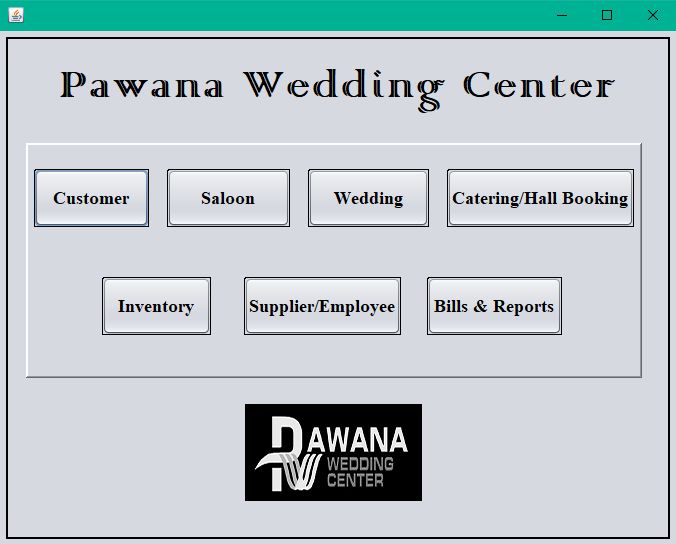 Pawana Wedding Center
Customer
Saloon
Wedding
Catering/Hall Booking
Inventory
Supplier/Employee
Bills & Reports
PAWANA
WEDDING
CENTER